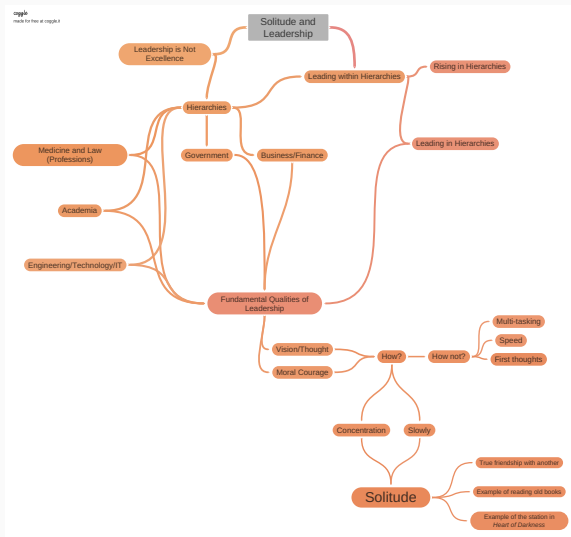 coggle
made for free at coggle.it
Solitude and
Leadership
Leadership is Not
Excellence
Leading within Hierarchies
Rising in Hierarchies
Hierarchies
Leading in Hierarchies
Medicine and Law
(Professions)
Government
Business/Finance
Academia
Engineering/Technology/IT
Fundamental Qualities of
Leadership
Vision/Thought
Moral Courage
How?
How not?
Multi-tasking
Speed
First thoughts
Concentration
Slowly
Solitude
True friendship with another
Example of reading old books
Example of the station in
Heart of Darkness